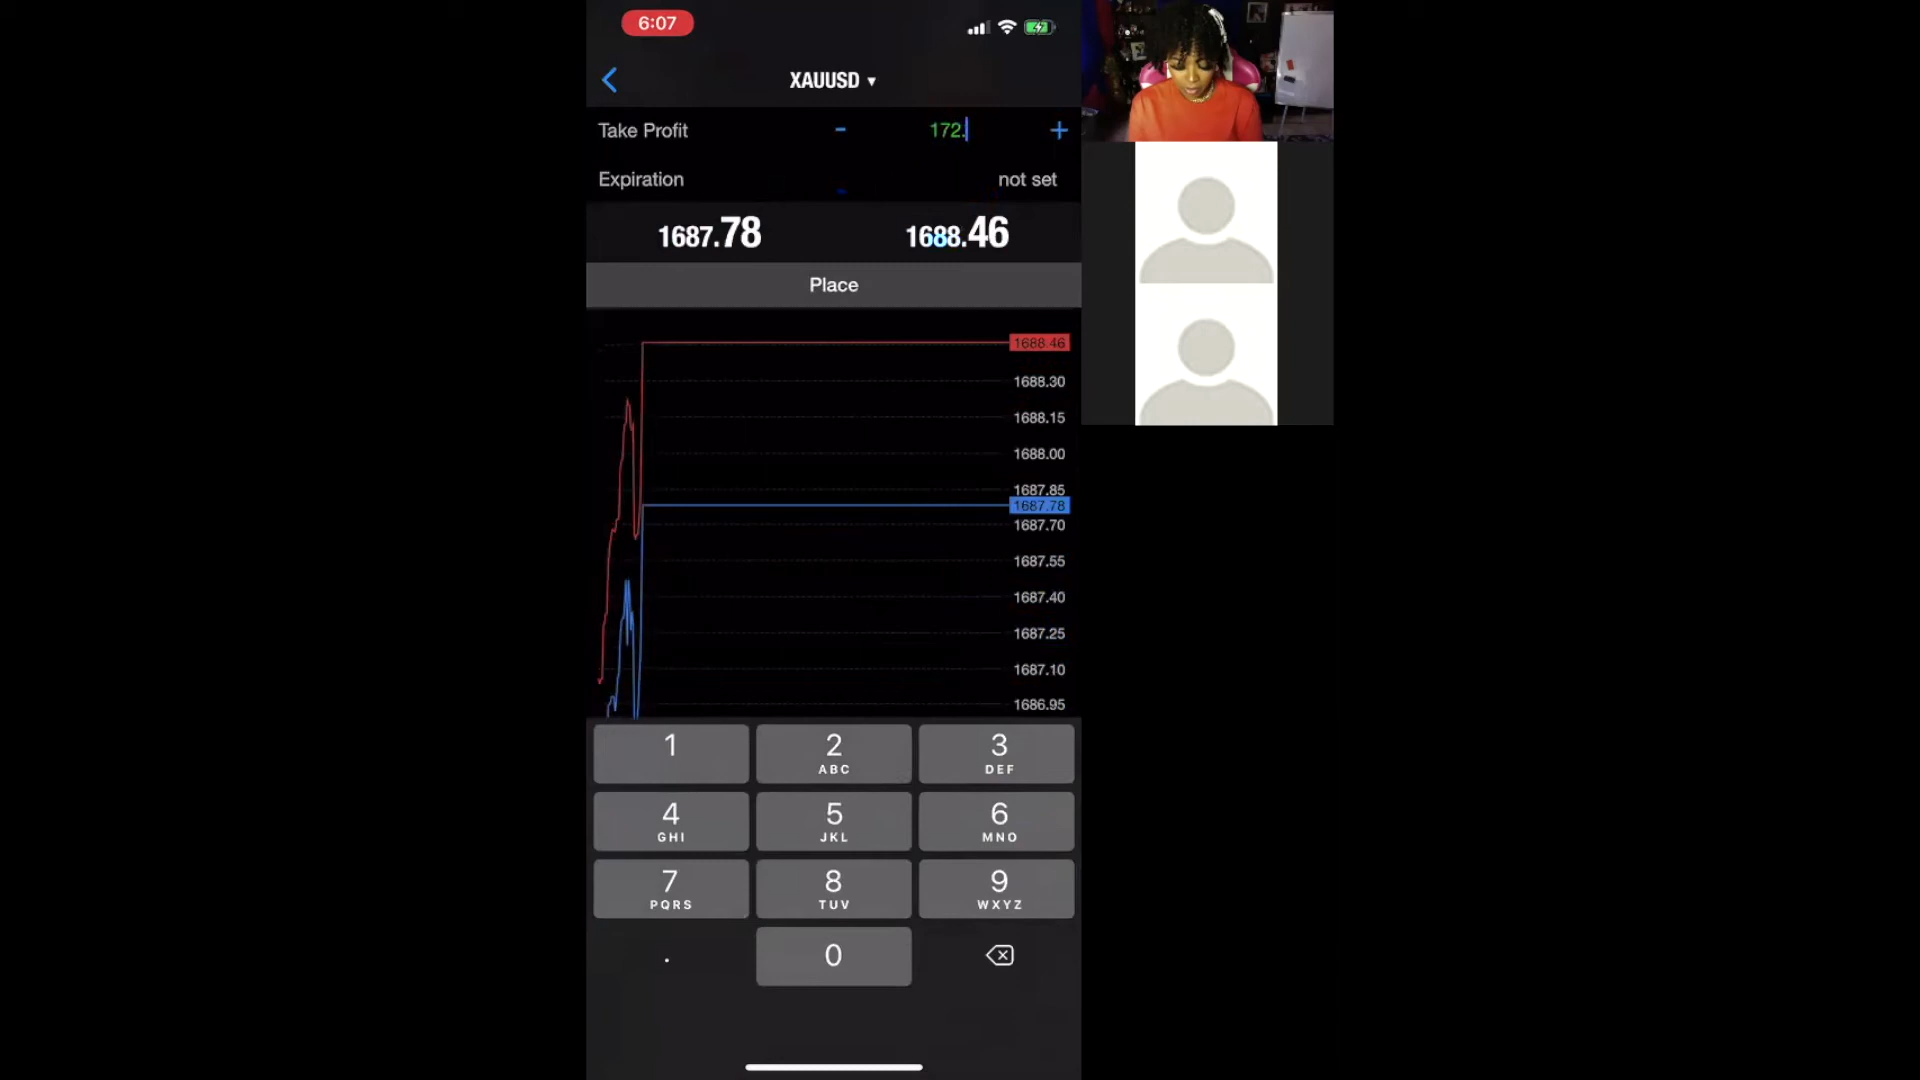 6:07
XAUUSD ▾
Take Profit - 172. +
Expiration not set
1687.78 1688.46
Place
1688.46
1688.30
1688.15
1688.00
1687.85
1687.78
1687.70
1687.55
1687.40
1687.25
1687.10
1686.95
1 2 3
ABC DEF
4 5 6
GHI JKL MNO
7 8 9
PQRS TUV WXYZ
. 0